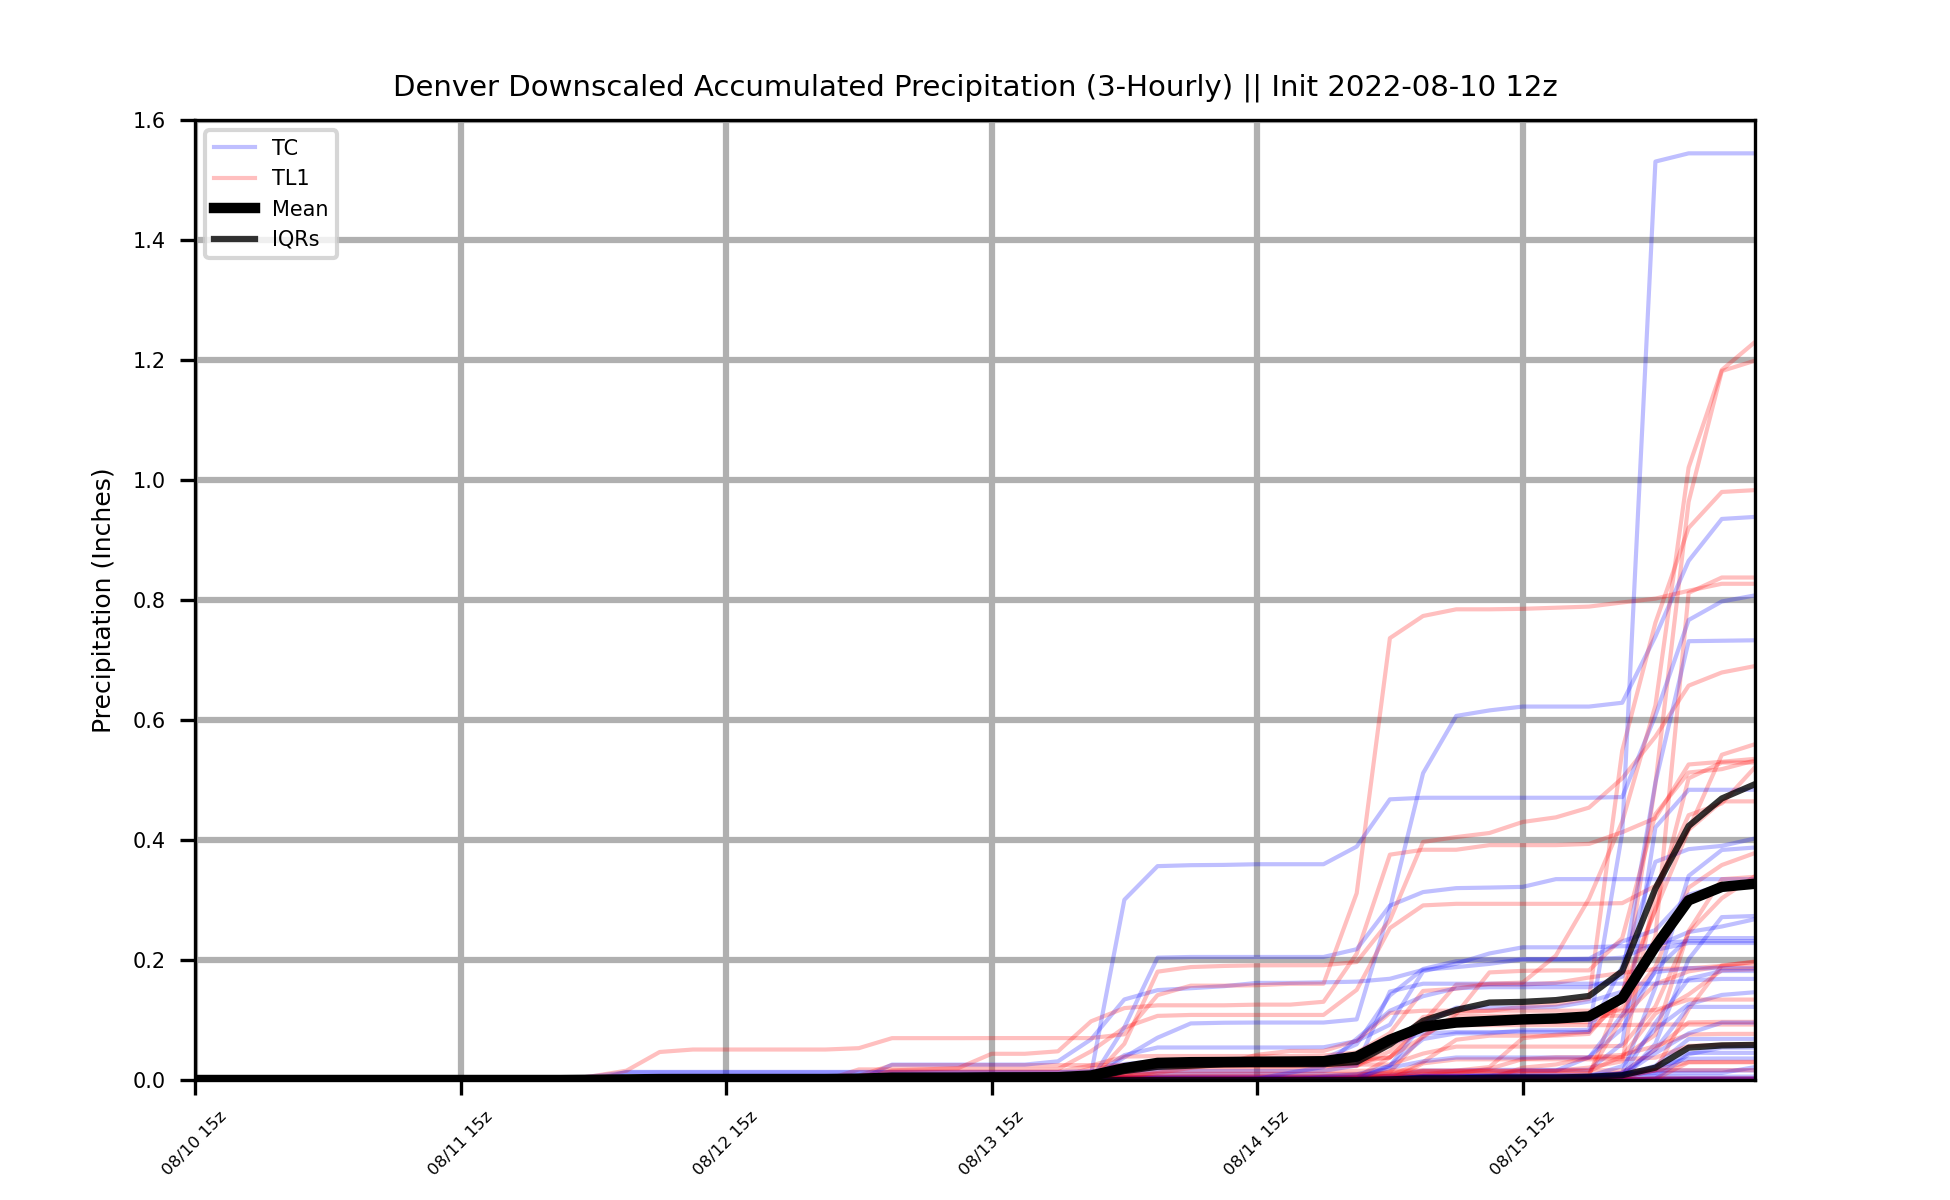 Denver Downscaled Accumulated Precipitation (3-Hourly) || Init 2022-08-10 12z
TC
TL1
Mean
IQRs
Precipitation (Inches)
1.6
1.4
1.2
1.0
0.8
0.6
0.4
0.2
0.0
08/10 15z
08/11 15z
08/12 15z
08/13 15z
08/14 15z
08/15 15z